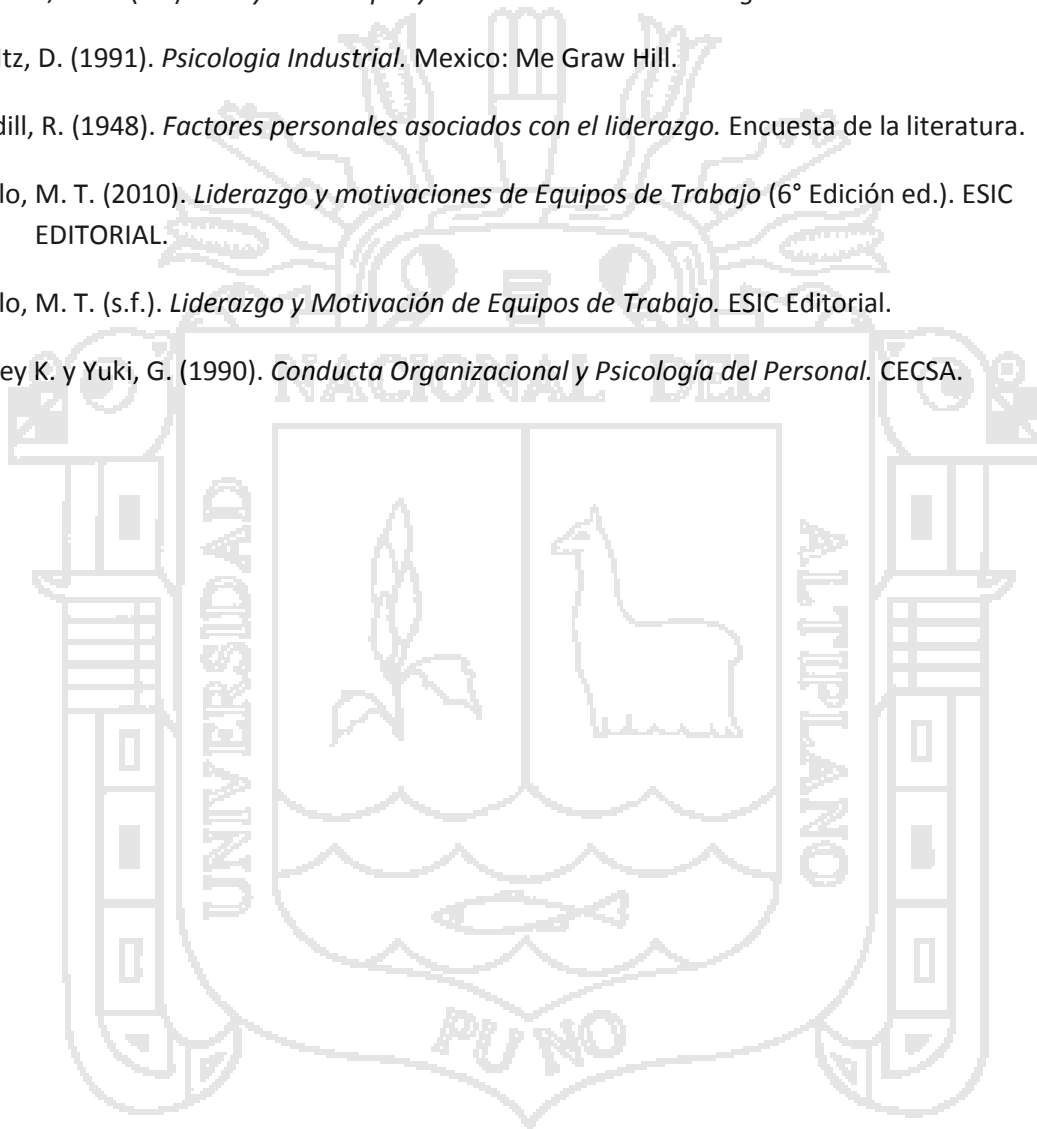 ltz, D. (1991). Psicologia Industrial. Mexico: Me Graw Hill.
dill, R. (1948). Factores personales asociados con el liderazgo. Encuesta de la literatura.
lo, M. T. (2010). Liderazgo y motivaciones de Equipos de Trabajo (6° Edición ed.). ESIC
EDITORIAL.
lo, M. T. (s.f.). Liderazgo y Motivación de Equipos de Trabajo. ESIC Editorial.
ey K. y Yuki, G. (1990). Conducta Organizacional y Psicología del Personal. CECSA.
NACIONAL DEL
UNIVERSIDAD
ALTIPLANO
PUNO